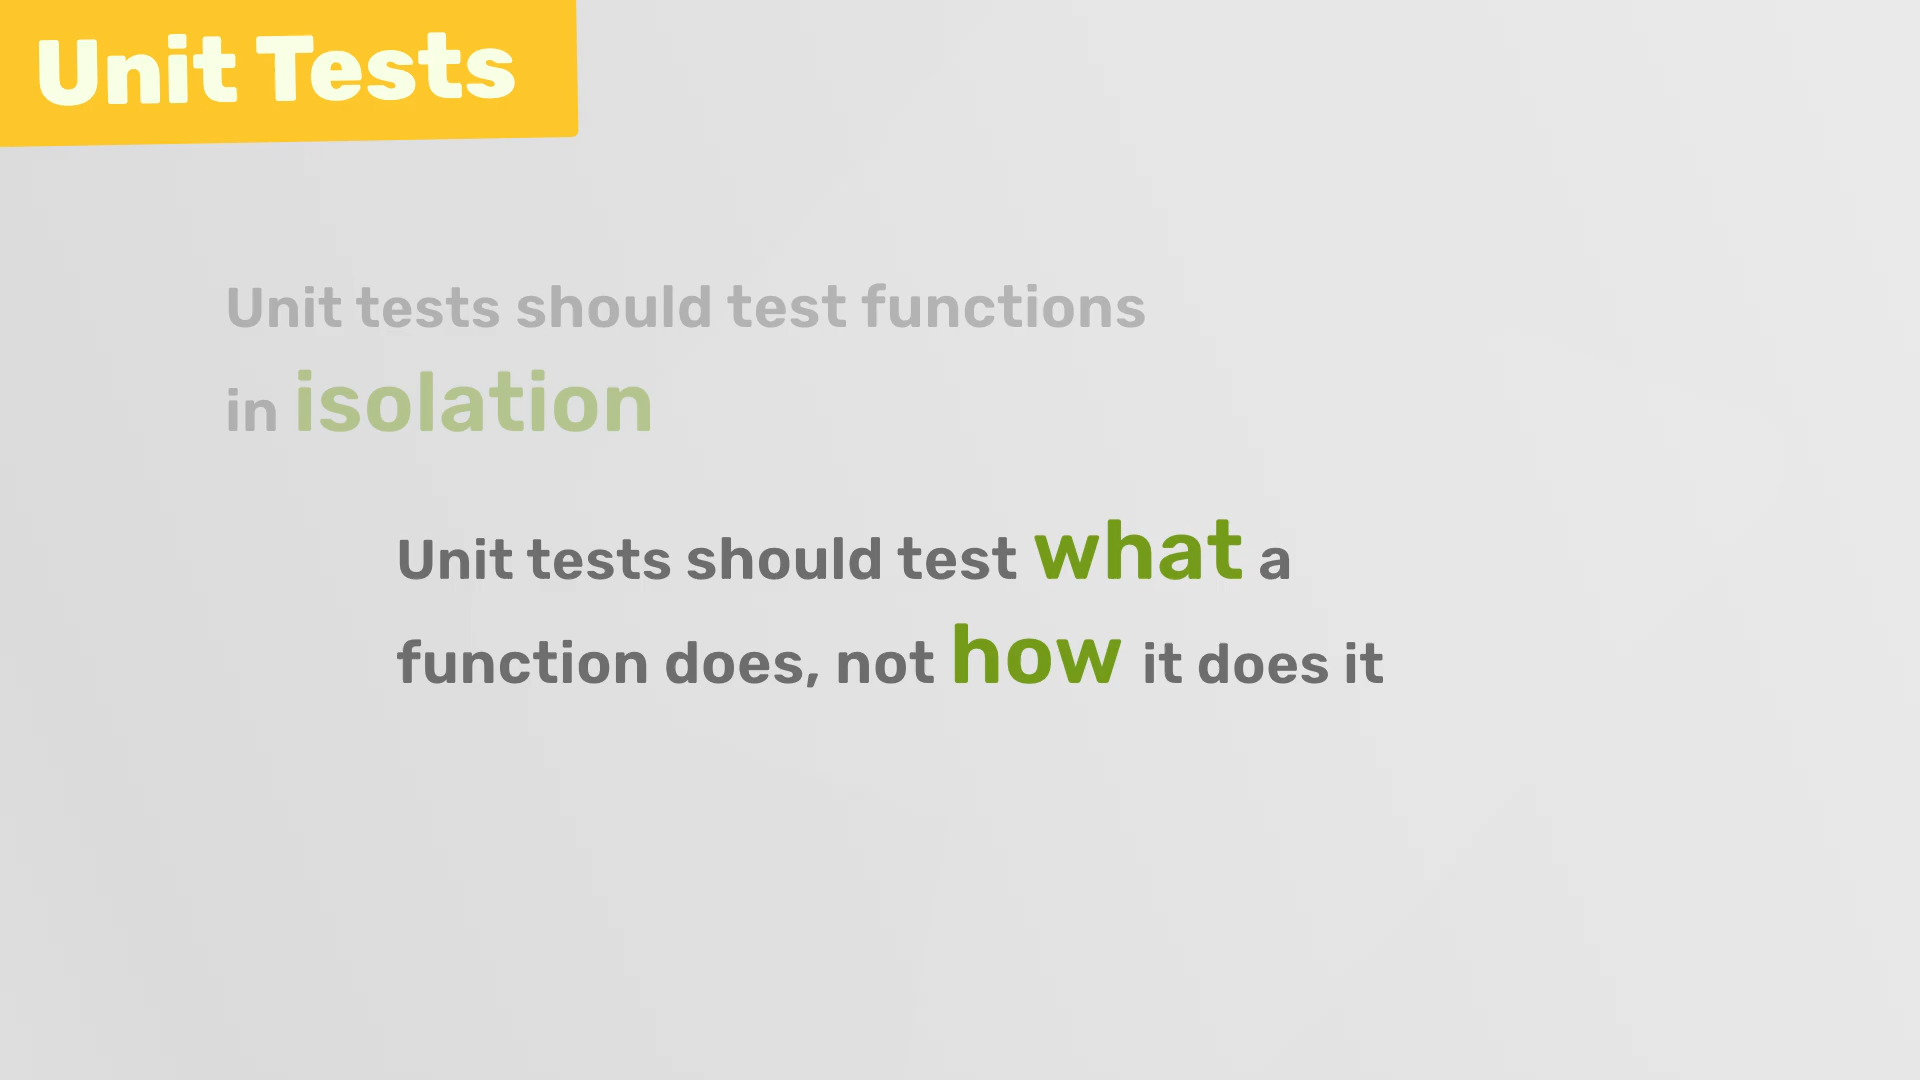 Unit Tests
Unit tests should test functions
in isolation
Unit tests should test what a
function does, not how it does it